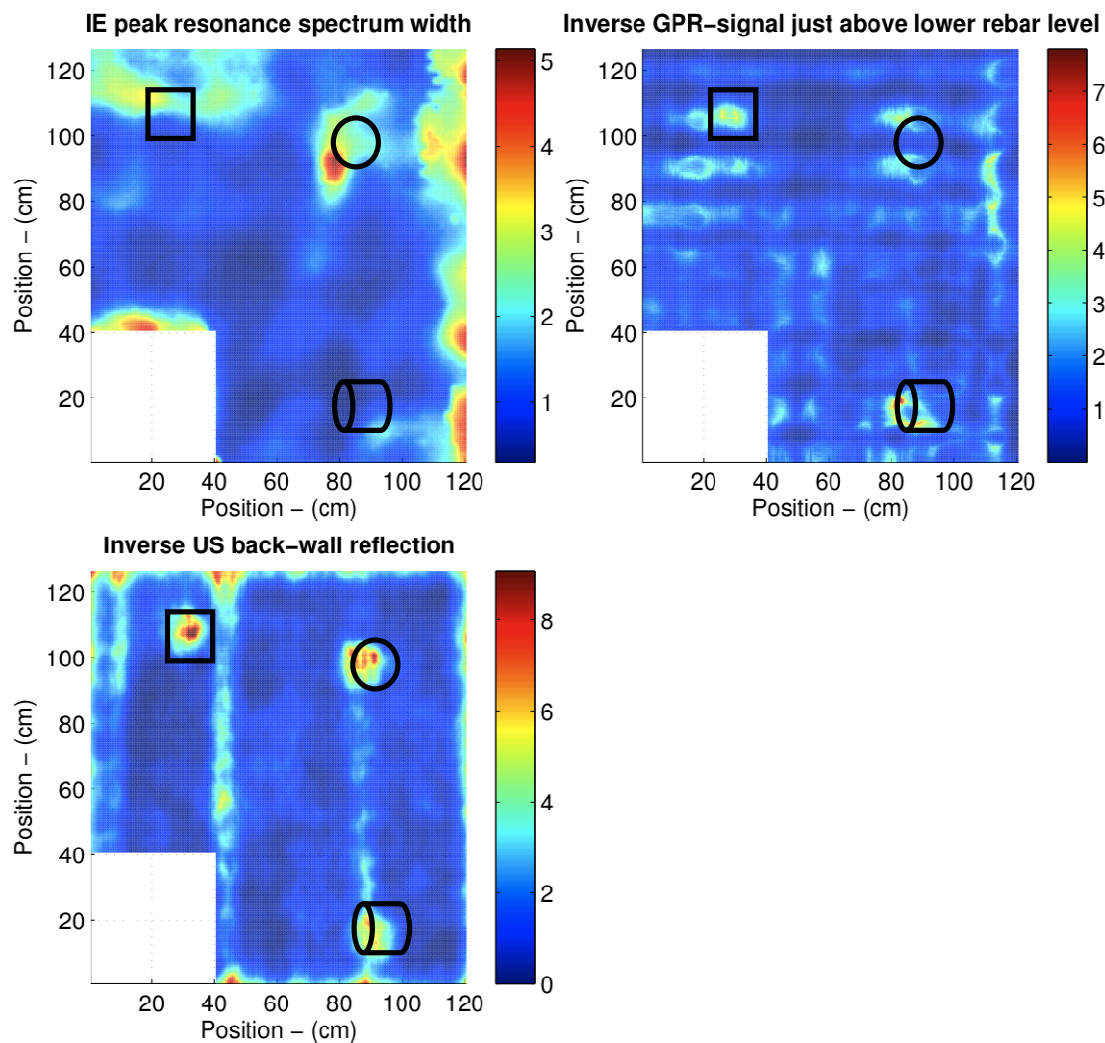 IE peak resonance spectrum width
120
100
80
60
40
20
Position – (cm)
20 40 60 80 100 120
Position – (cm)
5
4
3
2
1
Inverse GPR–signal just above lower rebar level
120
100
80
60
40
20
Position – (cm)
20 40 60 80 100 120
Position – (cm)
7
6
5
4
3
2
1
Inverse US back–wall reflection
120
100
80
60
40
20
Position – (cm)
20 40 60 80 100 120
Position – (cm)
8
6
4
2
0